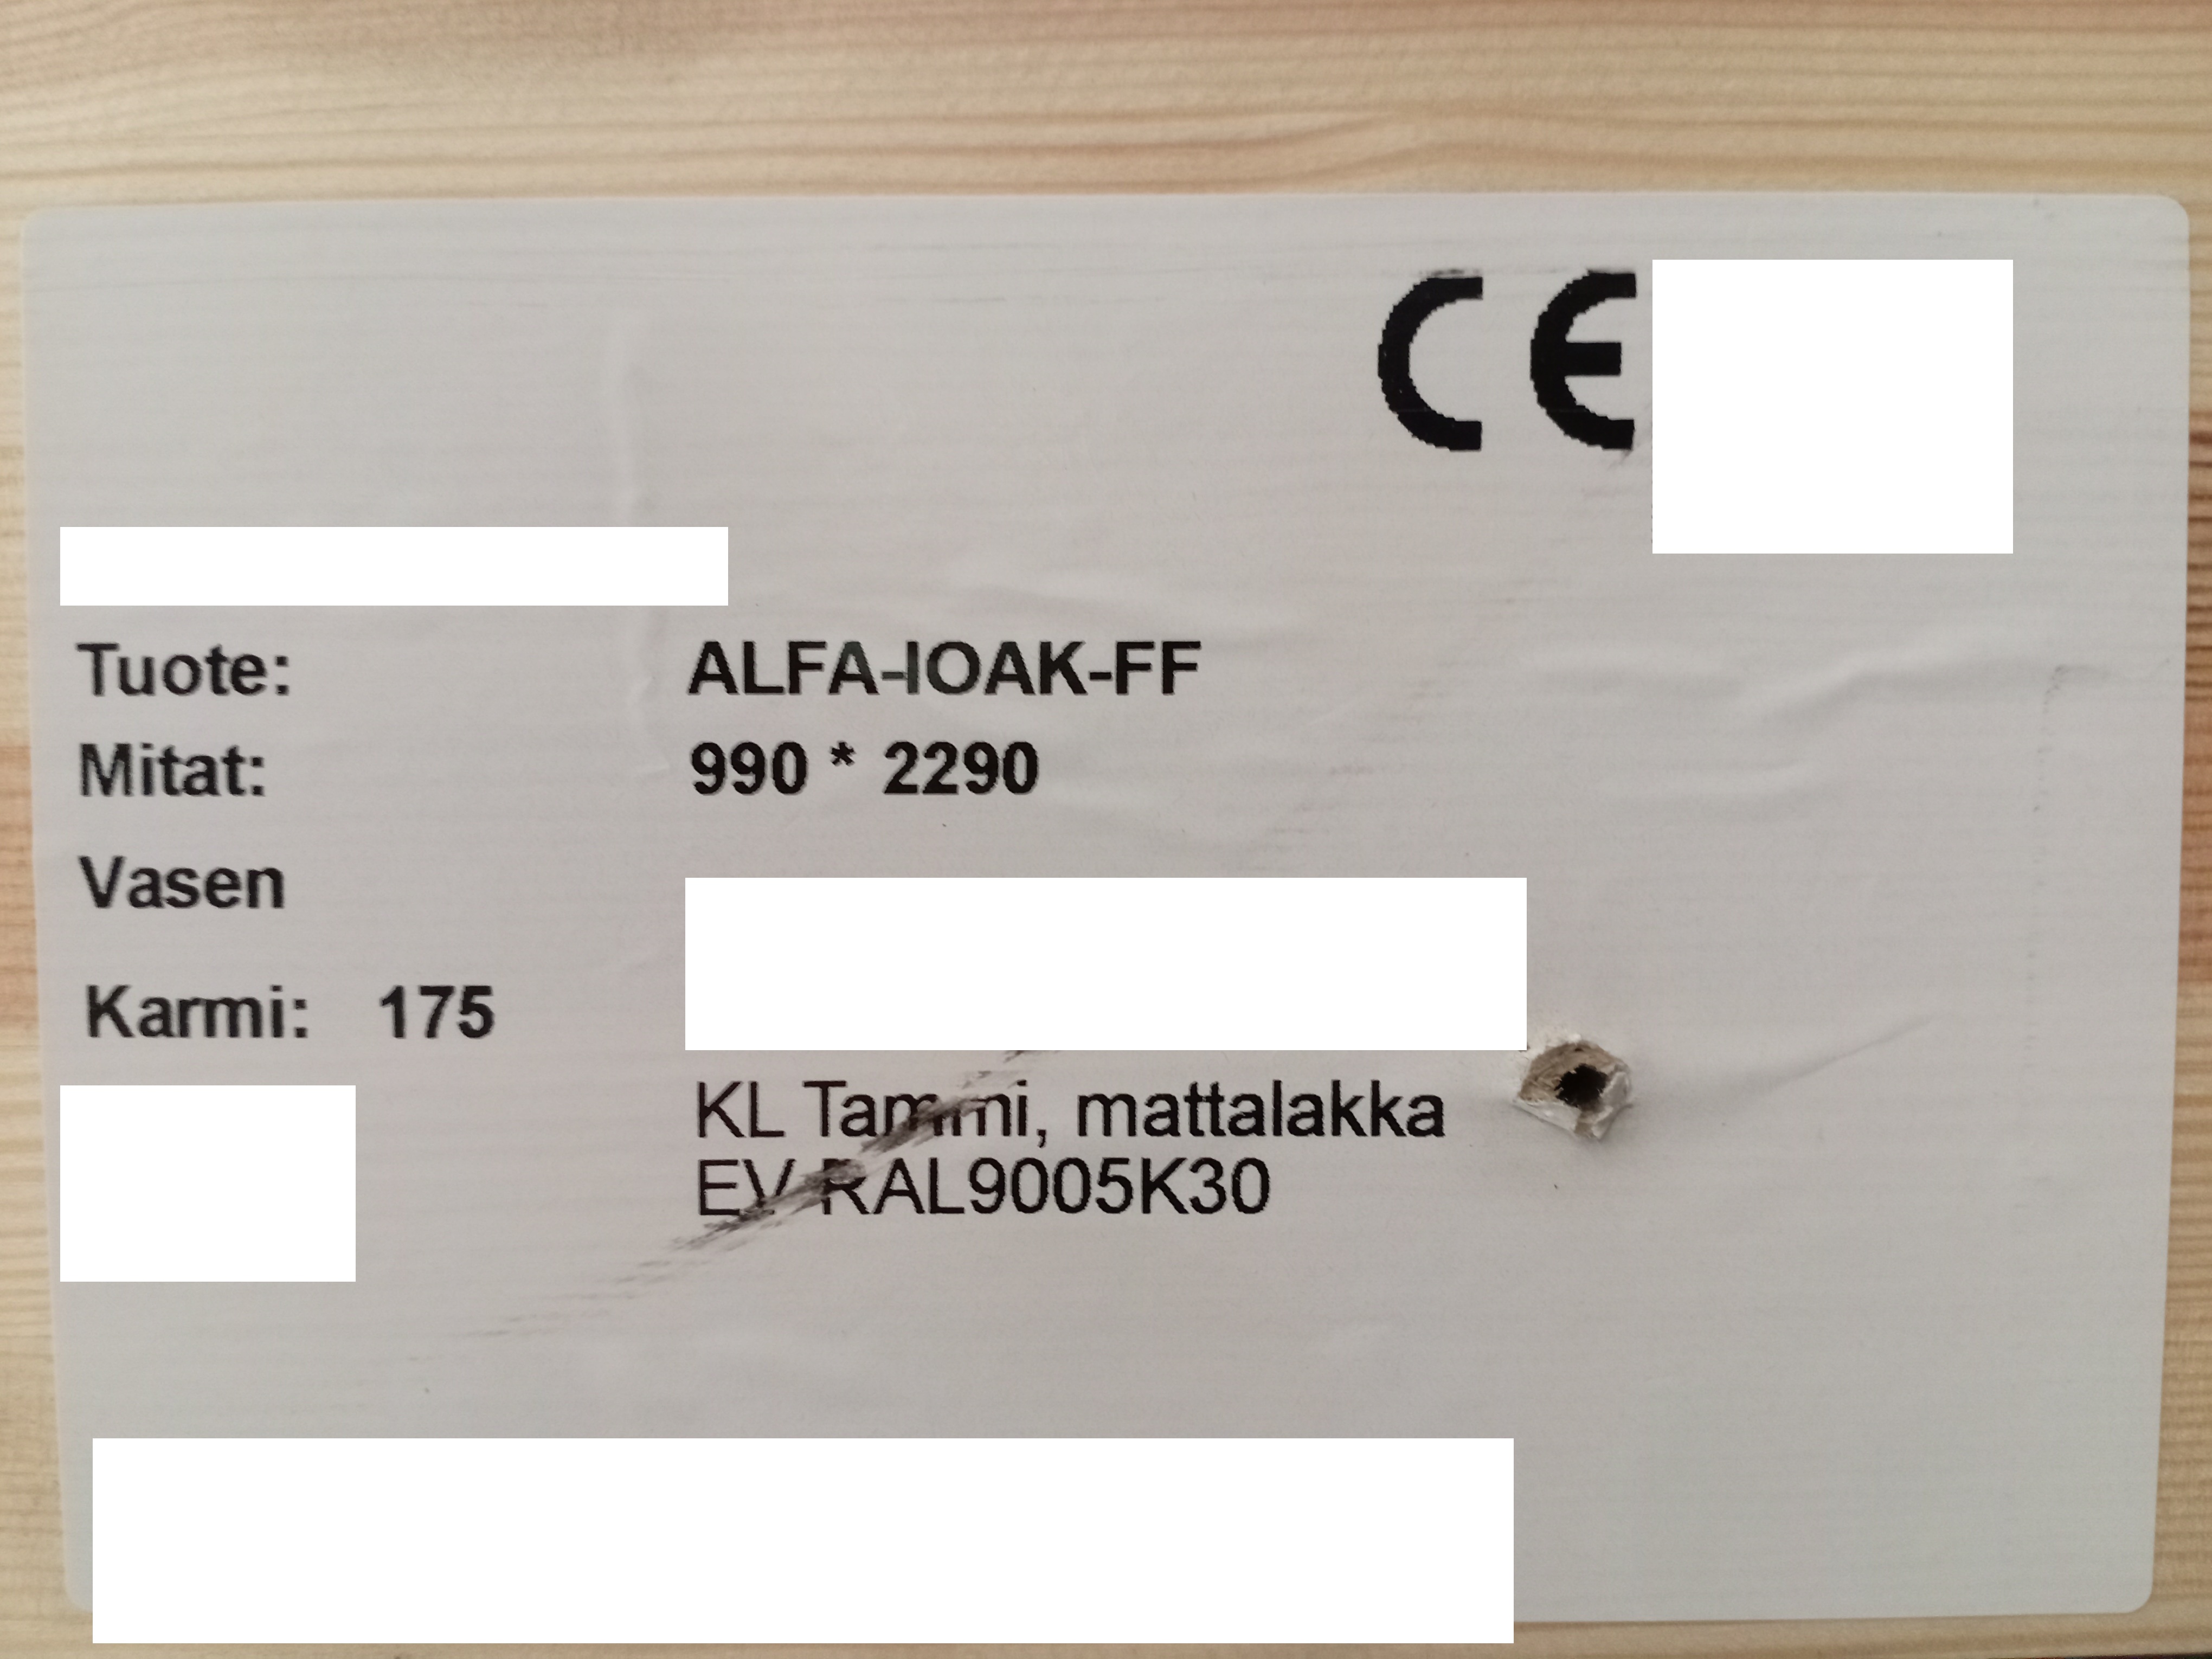 CE
Tuote: ALFA-IOAK-FF
Mitat: 990 * 2290
Vasen
Karmi: 175
KL Tammi, mattalakka
EV RAL9005K30